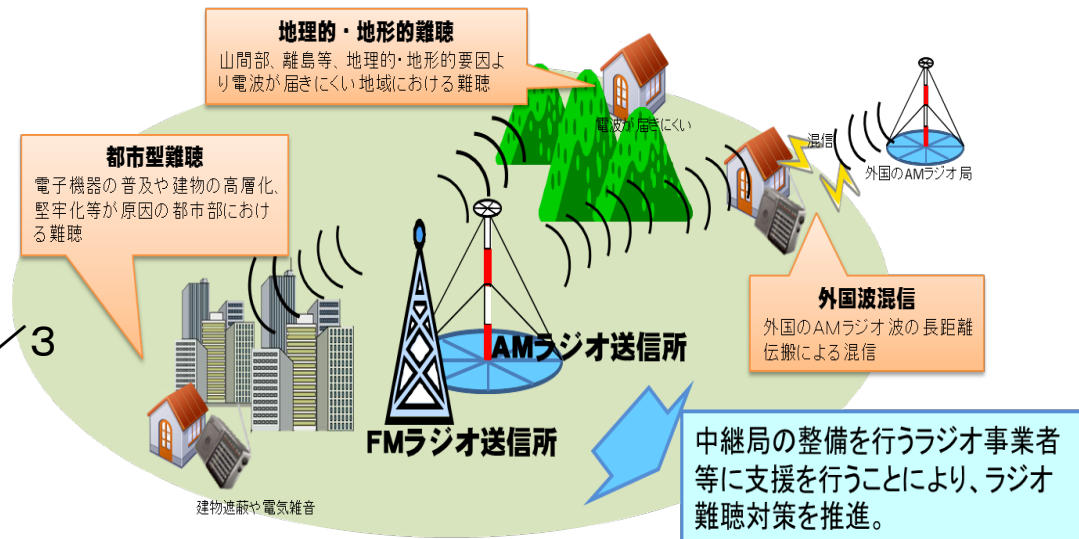 地理的・地形的難聴
山間部、離島等、地理的・地形的要因よ
り電波が届きにくい地域における難聴
電波が届きにくい
混信
外国のAMラジオ局
都市型難聴
電子機器の普及や建物の高層化、
堅牢化等が原因の都市部におけ
る難聴
外国波混信
外国のAMラジオ波の長距離
伝搬による混信
3
AMラジオ送信所
FMラジオ送信所
建物遮蔽や電気雑音
中継局の整備を行うラジオ事業者
等に支援を行うことにより、ラジオ
難聴対策を推進。